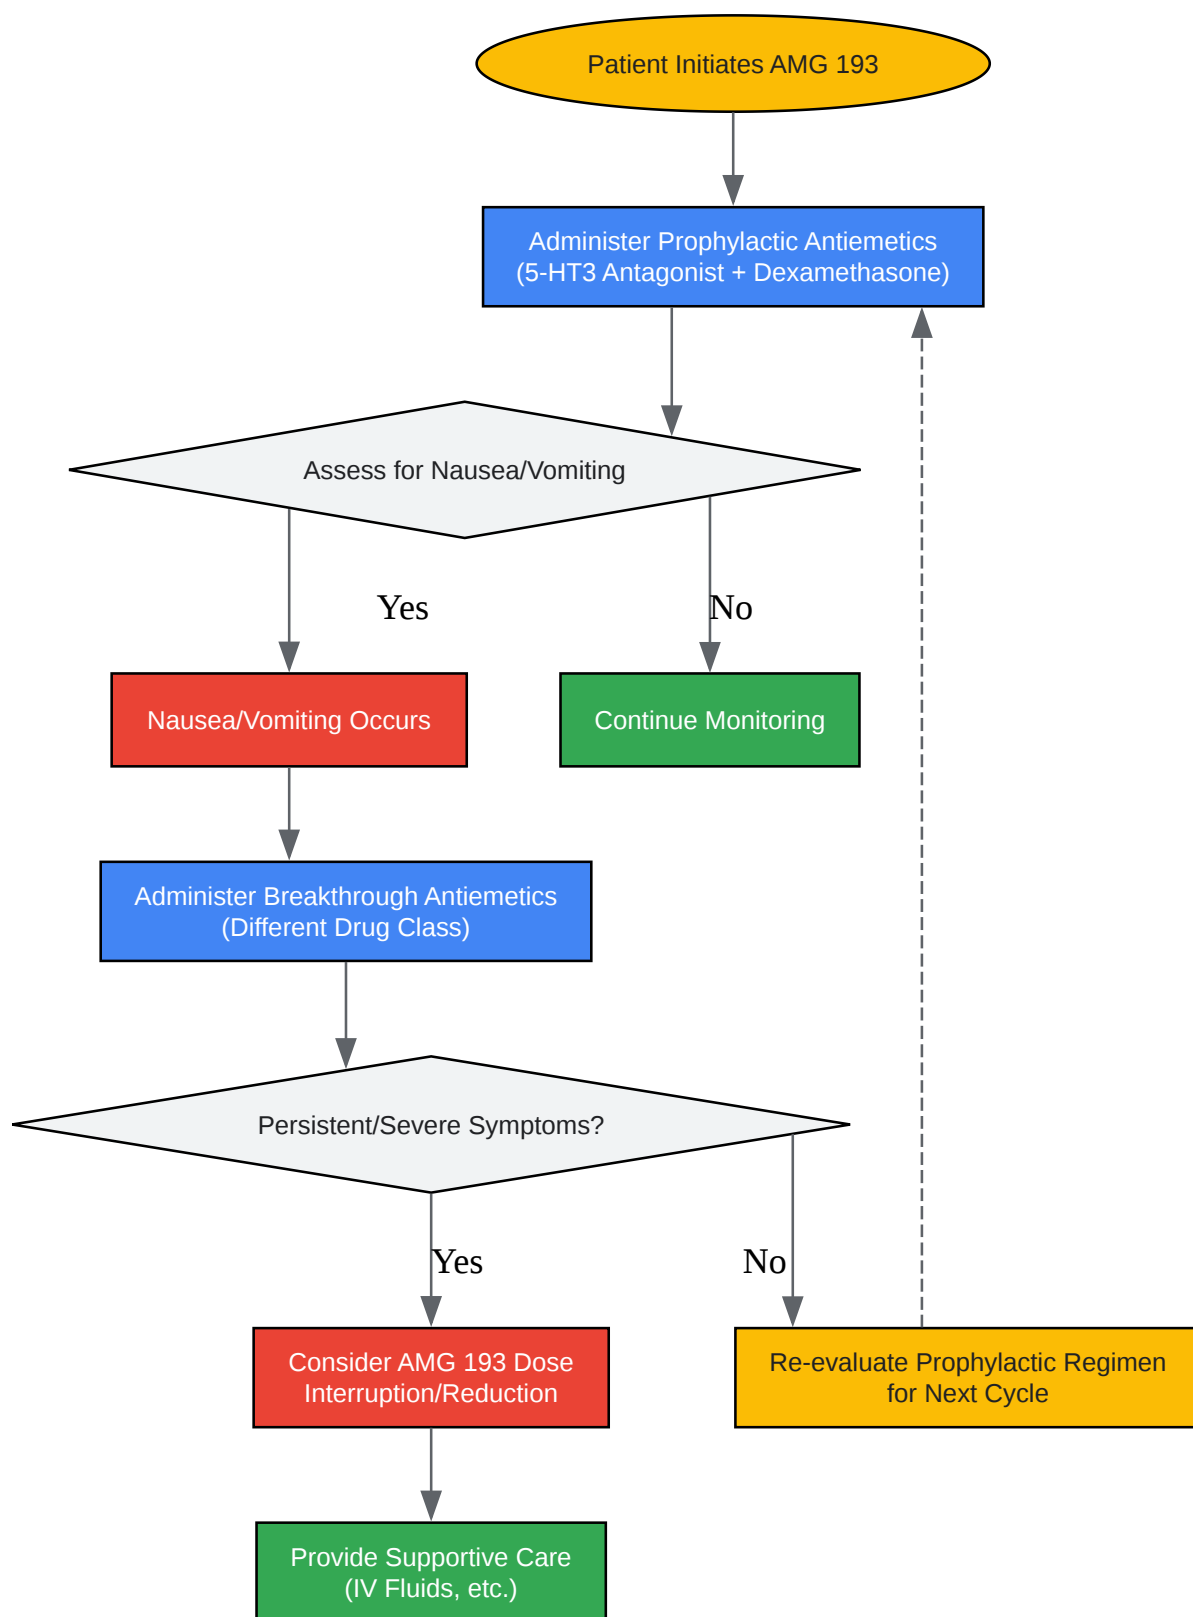 Patient Initiates AMG 193
Administer Prophylactic Antiemetics
(5-HT3 Antagonist + Dexamethasone)
Assess for Nausea/Vomiting
Yes
No
Nausea/Vomiting Occurs
Continue Monitoring
Administer Breakthrough Antiemetics
(Different Drug Class)
Persistent/Severe Symptoms?
Yes
No
Consider AMG 193 Dose
Interruption/Reduction
Re-evaluate Prophylactic Regimen
for Next Cycle
Provide Supportive Care
(IV Fluids, etc.)